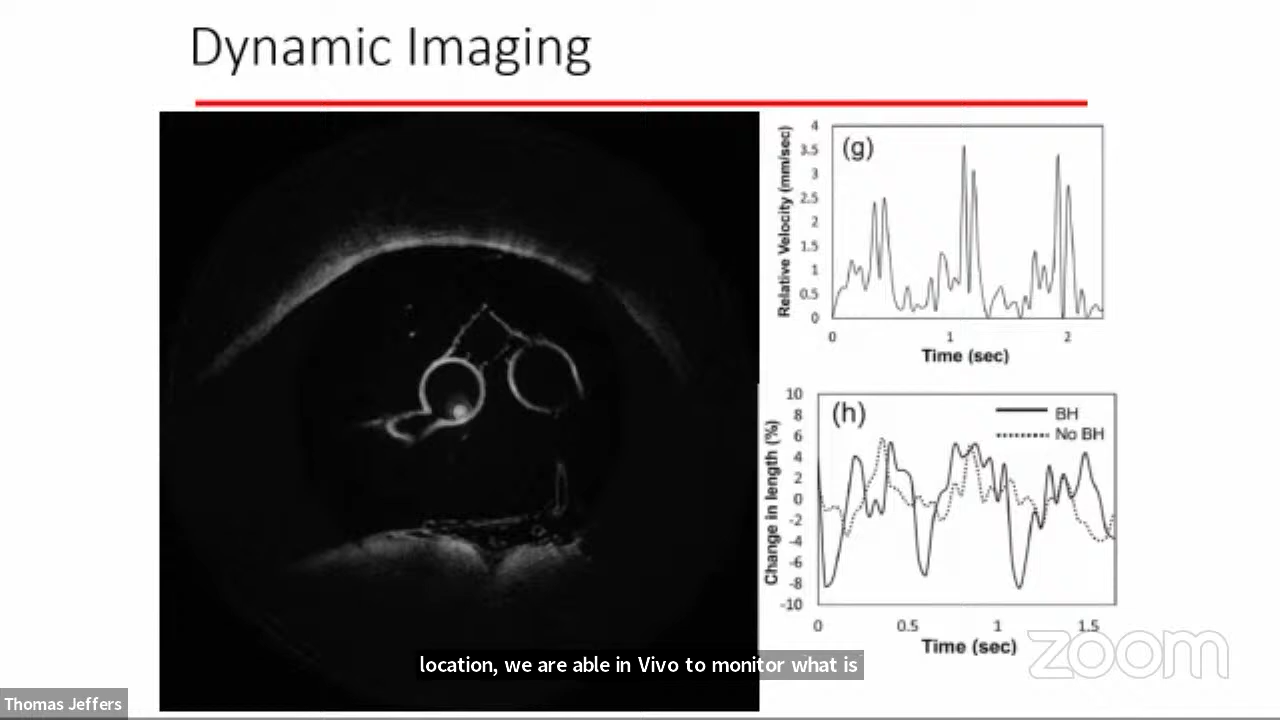 Dynamic Imaging
(g)
Relative Velocity (mm/sec)
4
3.5
3
2.5
2
1.5
1
0.5
0
0
1
2
Time (sec)
(h)
BH
No BH
Change in length (%)
10
8
6
4
2
0
-2
-4
-6
-8
-10
0
0.5
1
1.5
Time (sec)
location, we are able in Vivo to monitor what is
zoom
Thomas Jeffers